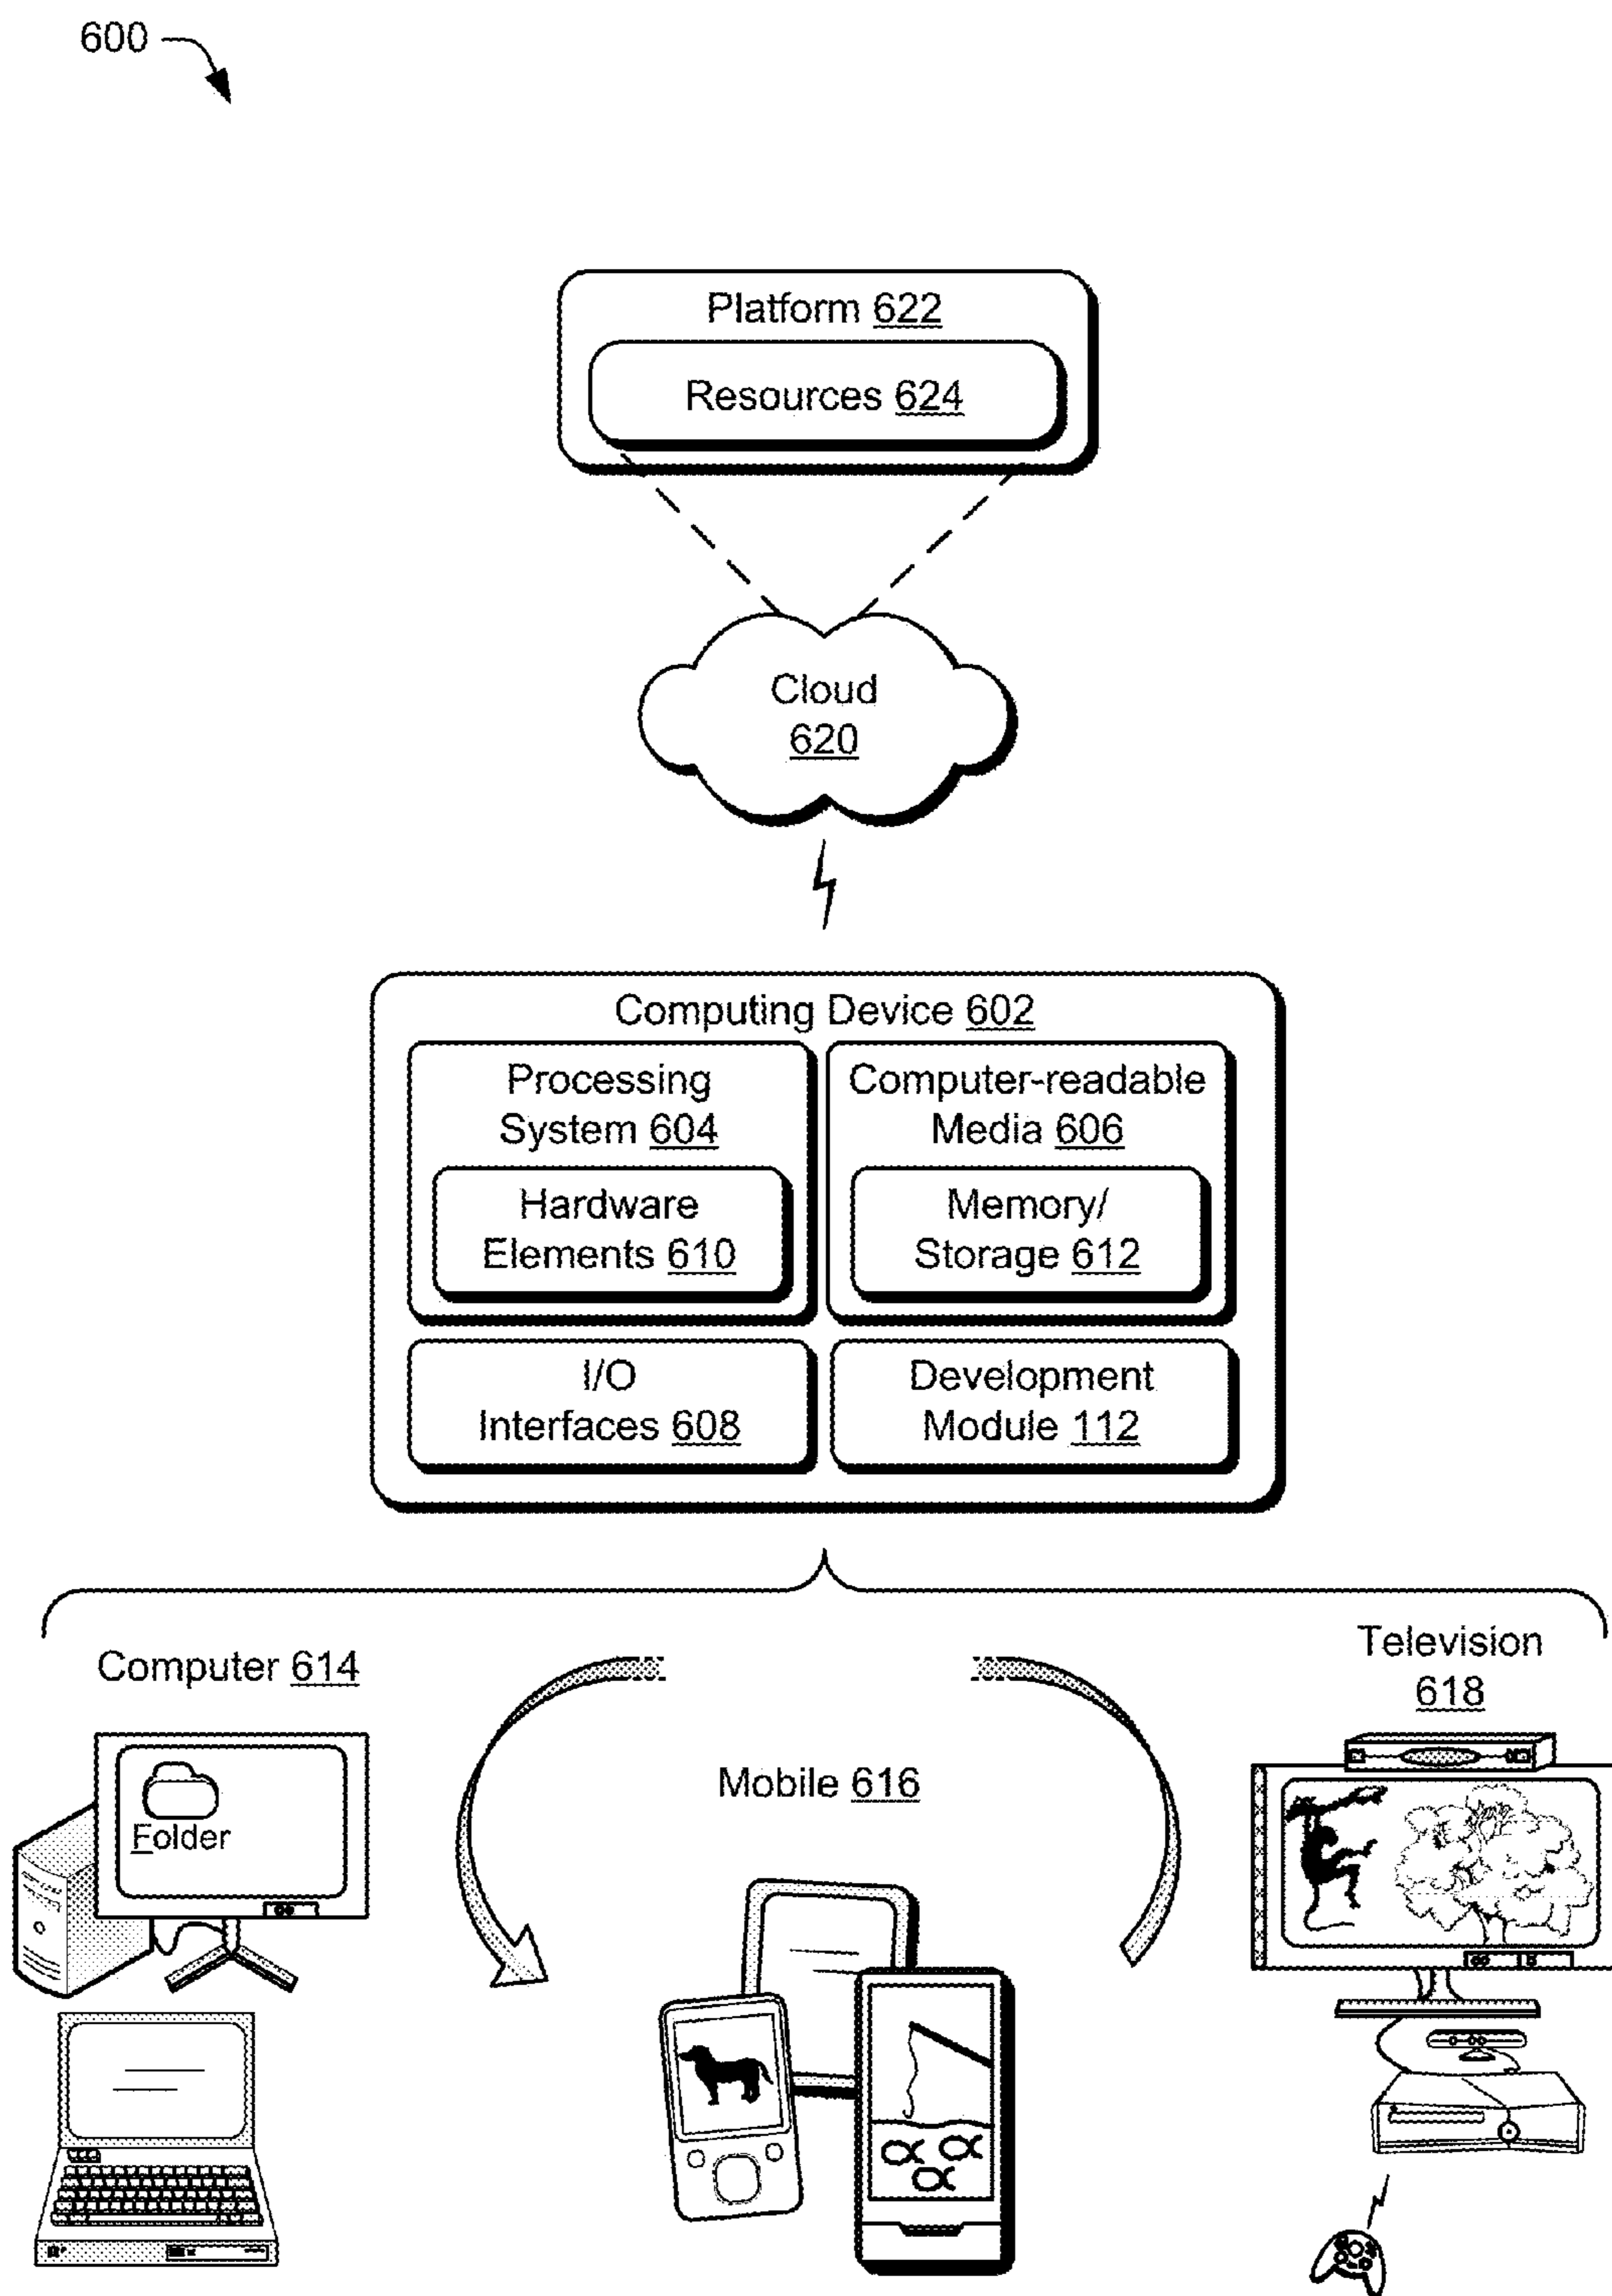 600
Platform 622
Resources 624
Cloud
620
Computing Device 602
Processing
System 604
Hardware
Elements 610
Computer-readable
Media 606
Memory/
Storage 612
I/O
Interfaces 608
Development
Module 112
Computer 614
Folder
Mobile 616
Television
618